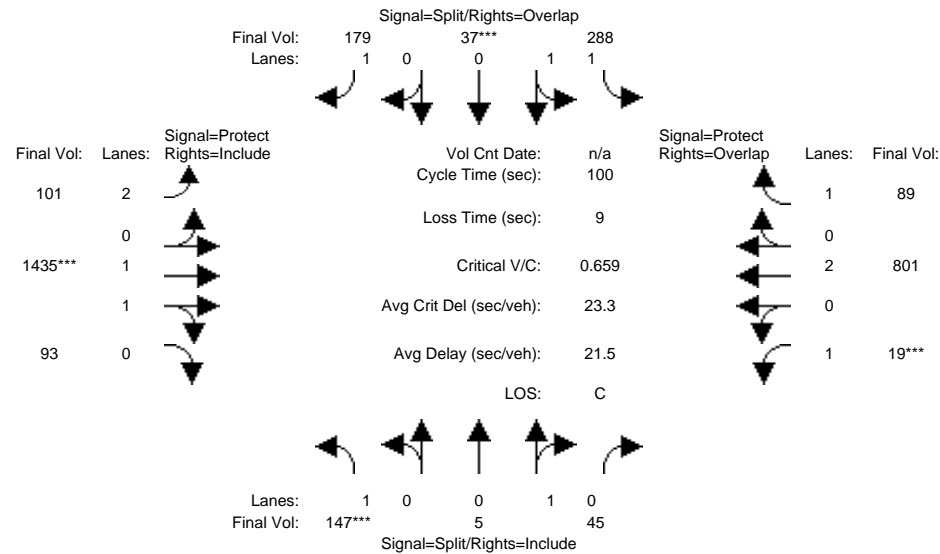 Signal=Split/Rights=Overlap
Final Vol: 179 37*** 288
Lanes: 1 0 0 1 1
Signal=Protect Signal=Protect
Final Vol: Lanes: Rights=Include Vol Cnt Date: n/a Rights=Overlap Lanes: Final Vol:
Cycle Time (sec): 100
101 2 1 89
Loss Time (sec): 9
0 0
1435*** 1 Critical V/C: 0.659 2 801
1 Avg Crit Del (sec/veh): 23.3 0
93 0 Avg Delay (sec/veh): 21.5 1 19***
LOS: C
Lanes: 1 0 0 1 0
Final Vol: 147*** 5 45
Signal=Split/Rights=Include